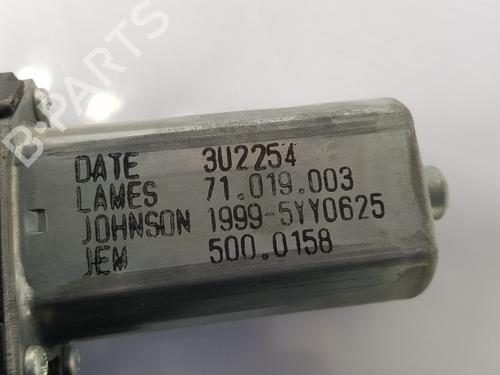 B-PARTS
DATE 3U2254
LAMES 71.019.003
JOHNSON 1999-5YY0625
JEM 500.0158